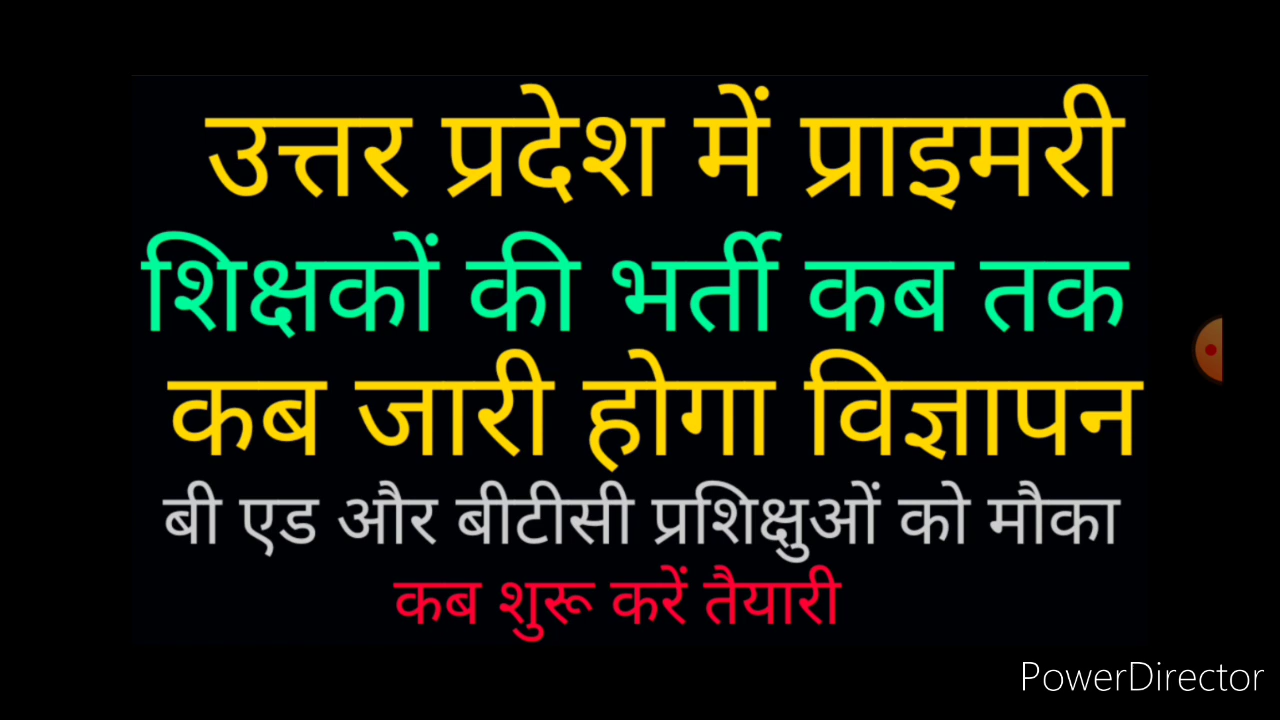 उत्तर प्रदेश में प्राइमरी
शिक्षकों की भर्ती कब तक
कब जारी होगा विज्ञापन
बी एड और बीटीसी प्रशिक्षुओं को मौका
कब शुरू करें तैयारी
PowerDirector